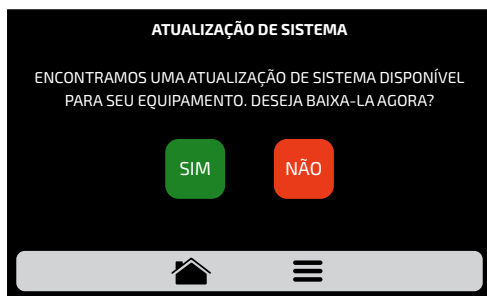 ATUALIZAÇÃO DE SISTEMA
ENCONTRAMOS UMA ATUALIZAÇÃO DE SISTEMA DISPONÍVEL
PARA SEU EQUIPAMENTO. DESEJA BAIXA-LA AGORA?
SIM
NÃO